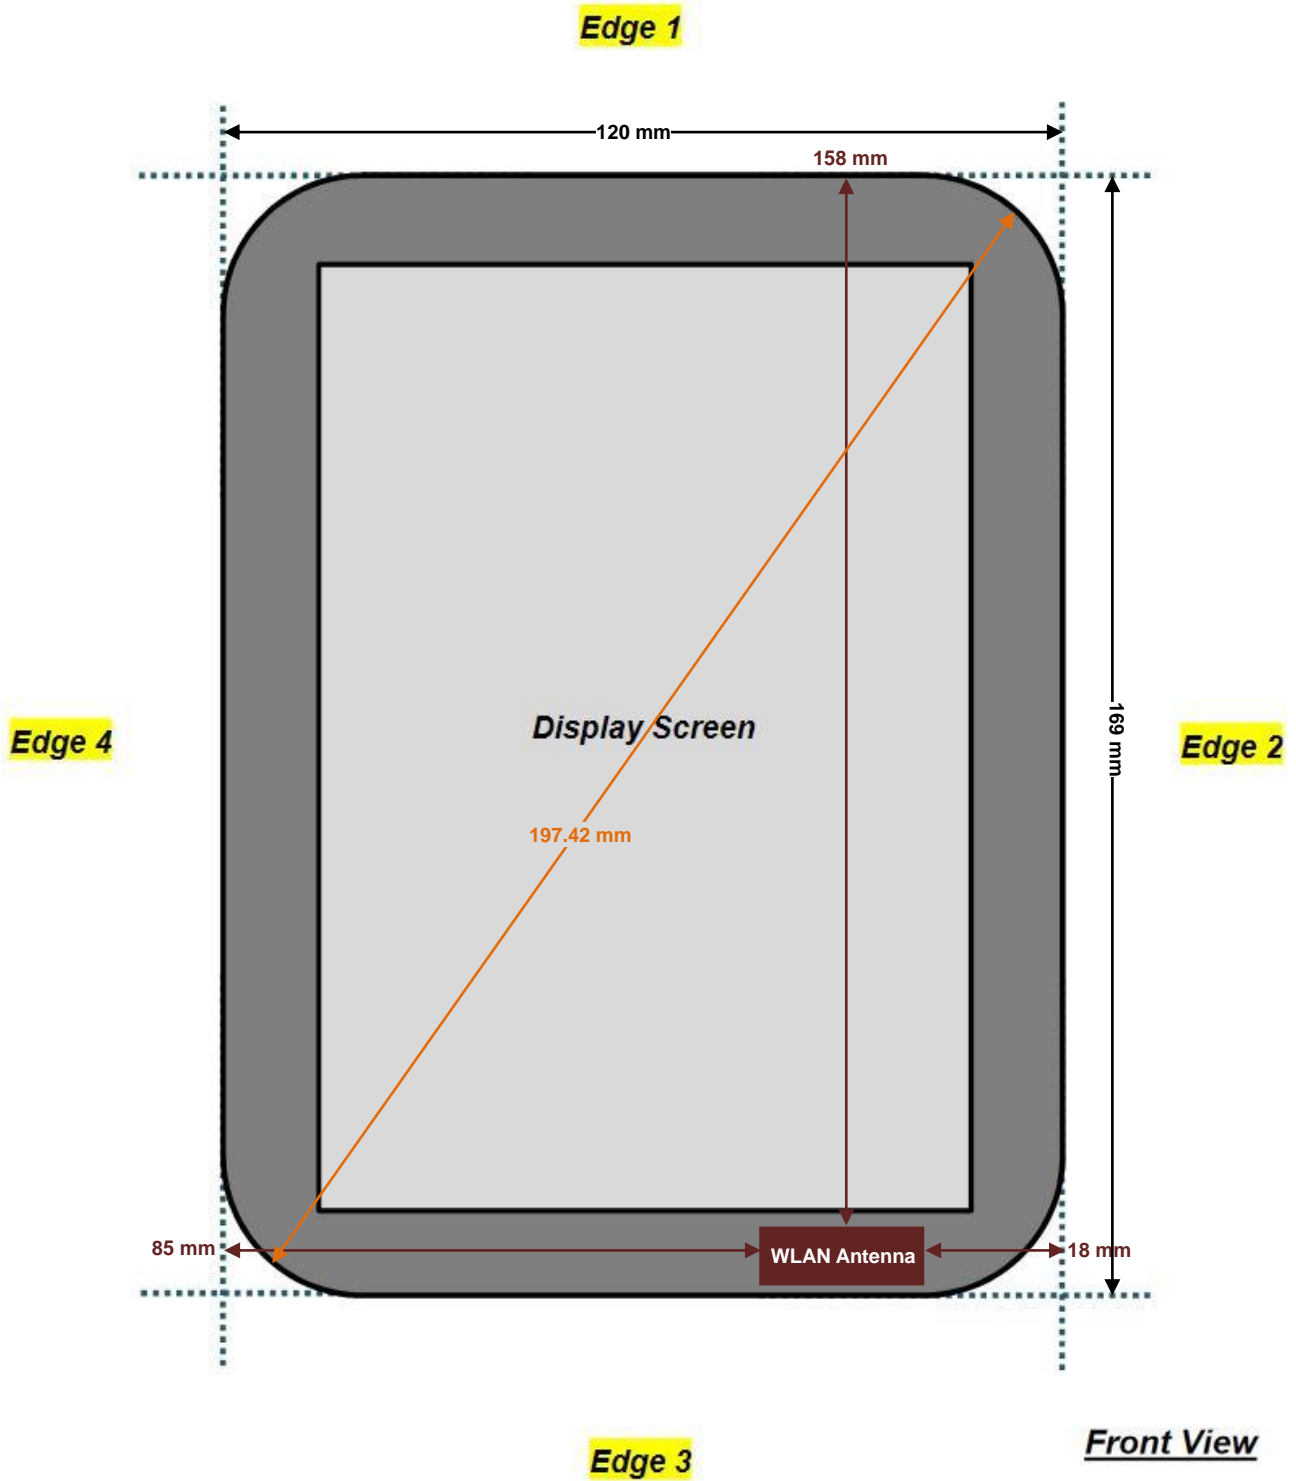 Edge 1
120 mm
158 mm
169 mm
Display Screen
Edge 4
Edge 2
197.42 mm
85 mm
WLAN Antenna
18 mm
Front View
Edge 3